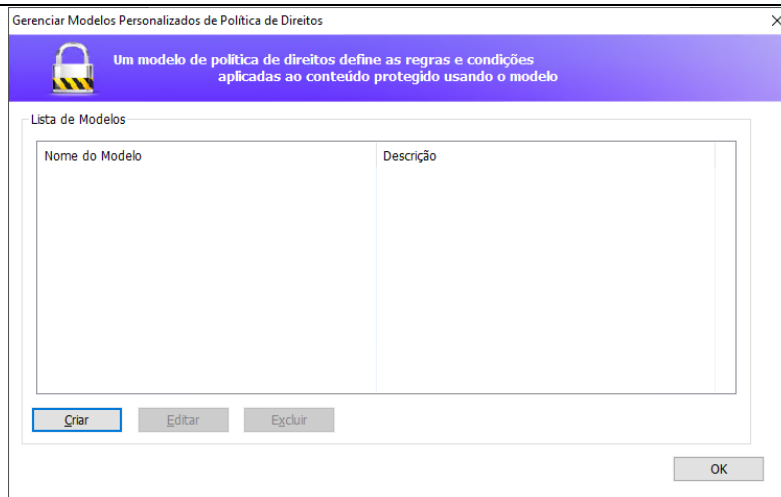 Gerenciar Modelos Personalizados de Política de Direitos
Um modelo de política de direitos define as regras e condições
aplicadas ao conteúdo protegido usando o modelo
Lista de Modelos
Nome do Modelo Descrição
Criar Editar Excluir
OK